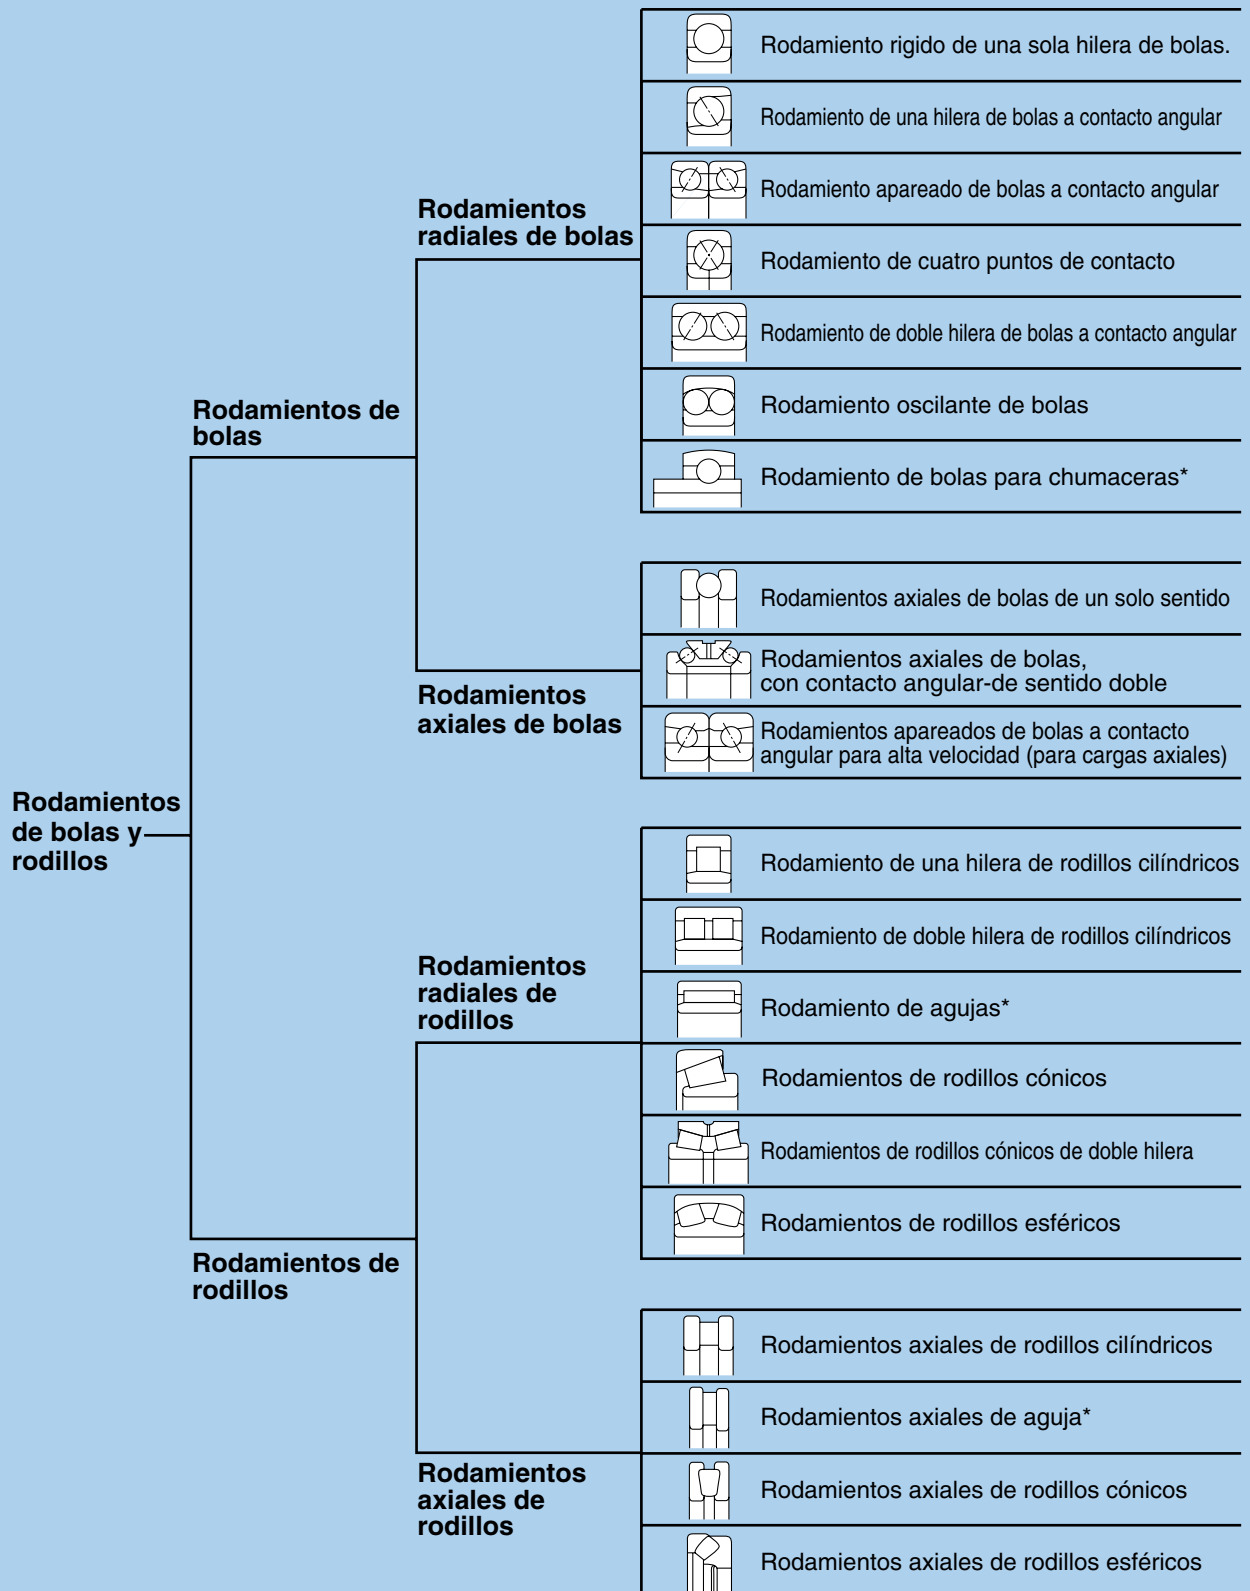 Rodamientos
de bolas y
rodillos
Rodamientos de
bolas
Rodamientos
radiales de bolas
Rodamiento rigido de una sola hilera de bolas.
Rodamiento de una hilera de bolas a contacto angular
Rodamiento apareado de bolas a contacto angular
Rodamiento de cuatro puntos de contacto
Rodamiento de doble hilera de bolas a contacto angular
Rodamiento oscilante de bolas
Rodamiento de bolas para chumaceras*
Rodamientos
axiales de bolas
Rodamientos axiales de bolas de un solo sentido
Rodamientos axiales de bolas,
con contacto angular-de sentido doble
Rodamientos apareados de bolas a contacto
angular para alta velocidad (para cargas axiales)
Rodamientos de
rodillos
Rodamientos
radiales de
rodillos
Rodamiento de una hilera de rodillos cilíndricos
Rodamiento de doble hilera de rodillos cilíndricos
Rodamiento de agujas*
Rodamientos de rodillos cónicos
Rodamientos de rodillos cónicos de doble hilera
Rodamientos de rodillos esféricos
Rodamientos
axiales de
rodillos
Rodamientos axiales de rodillos cilíndricos
Rodamientos axiales de aguja*
Rodamientos axiales de rodillos cónicos
Rodamientos axiales de rodillos esféricos